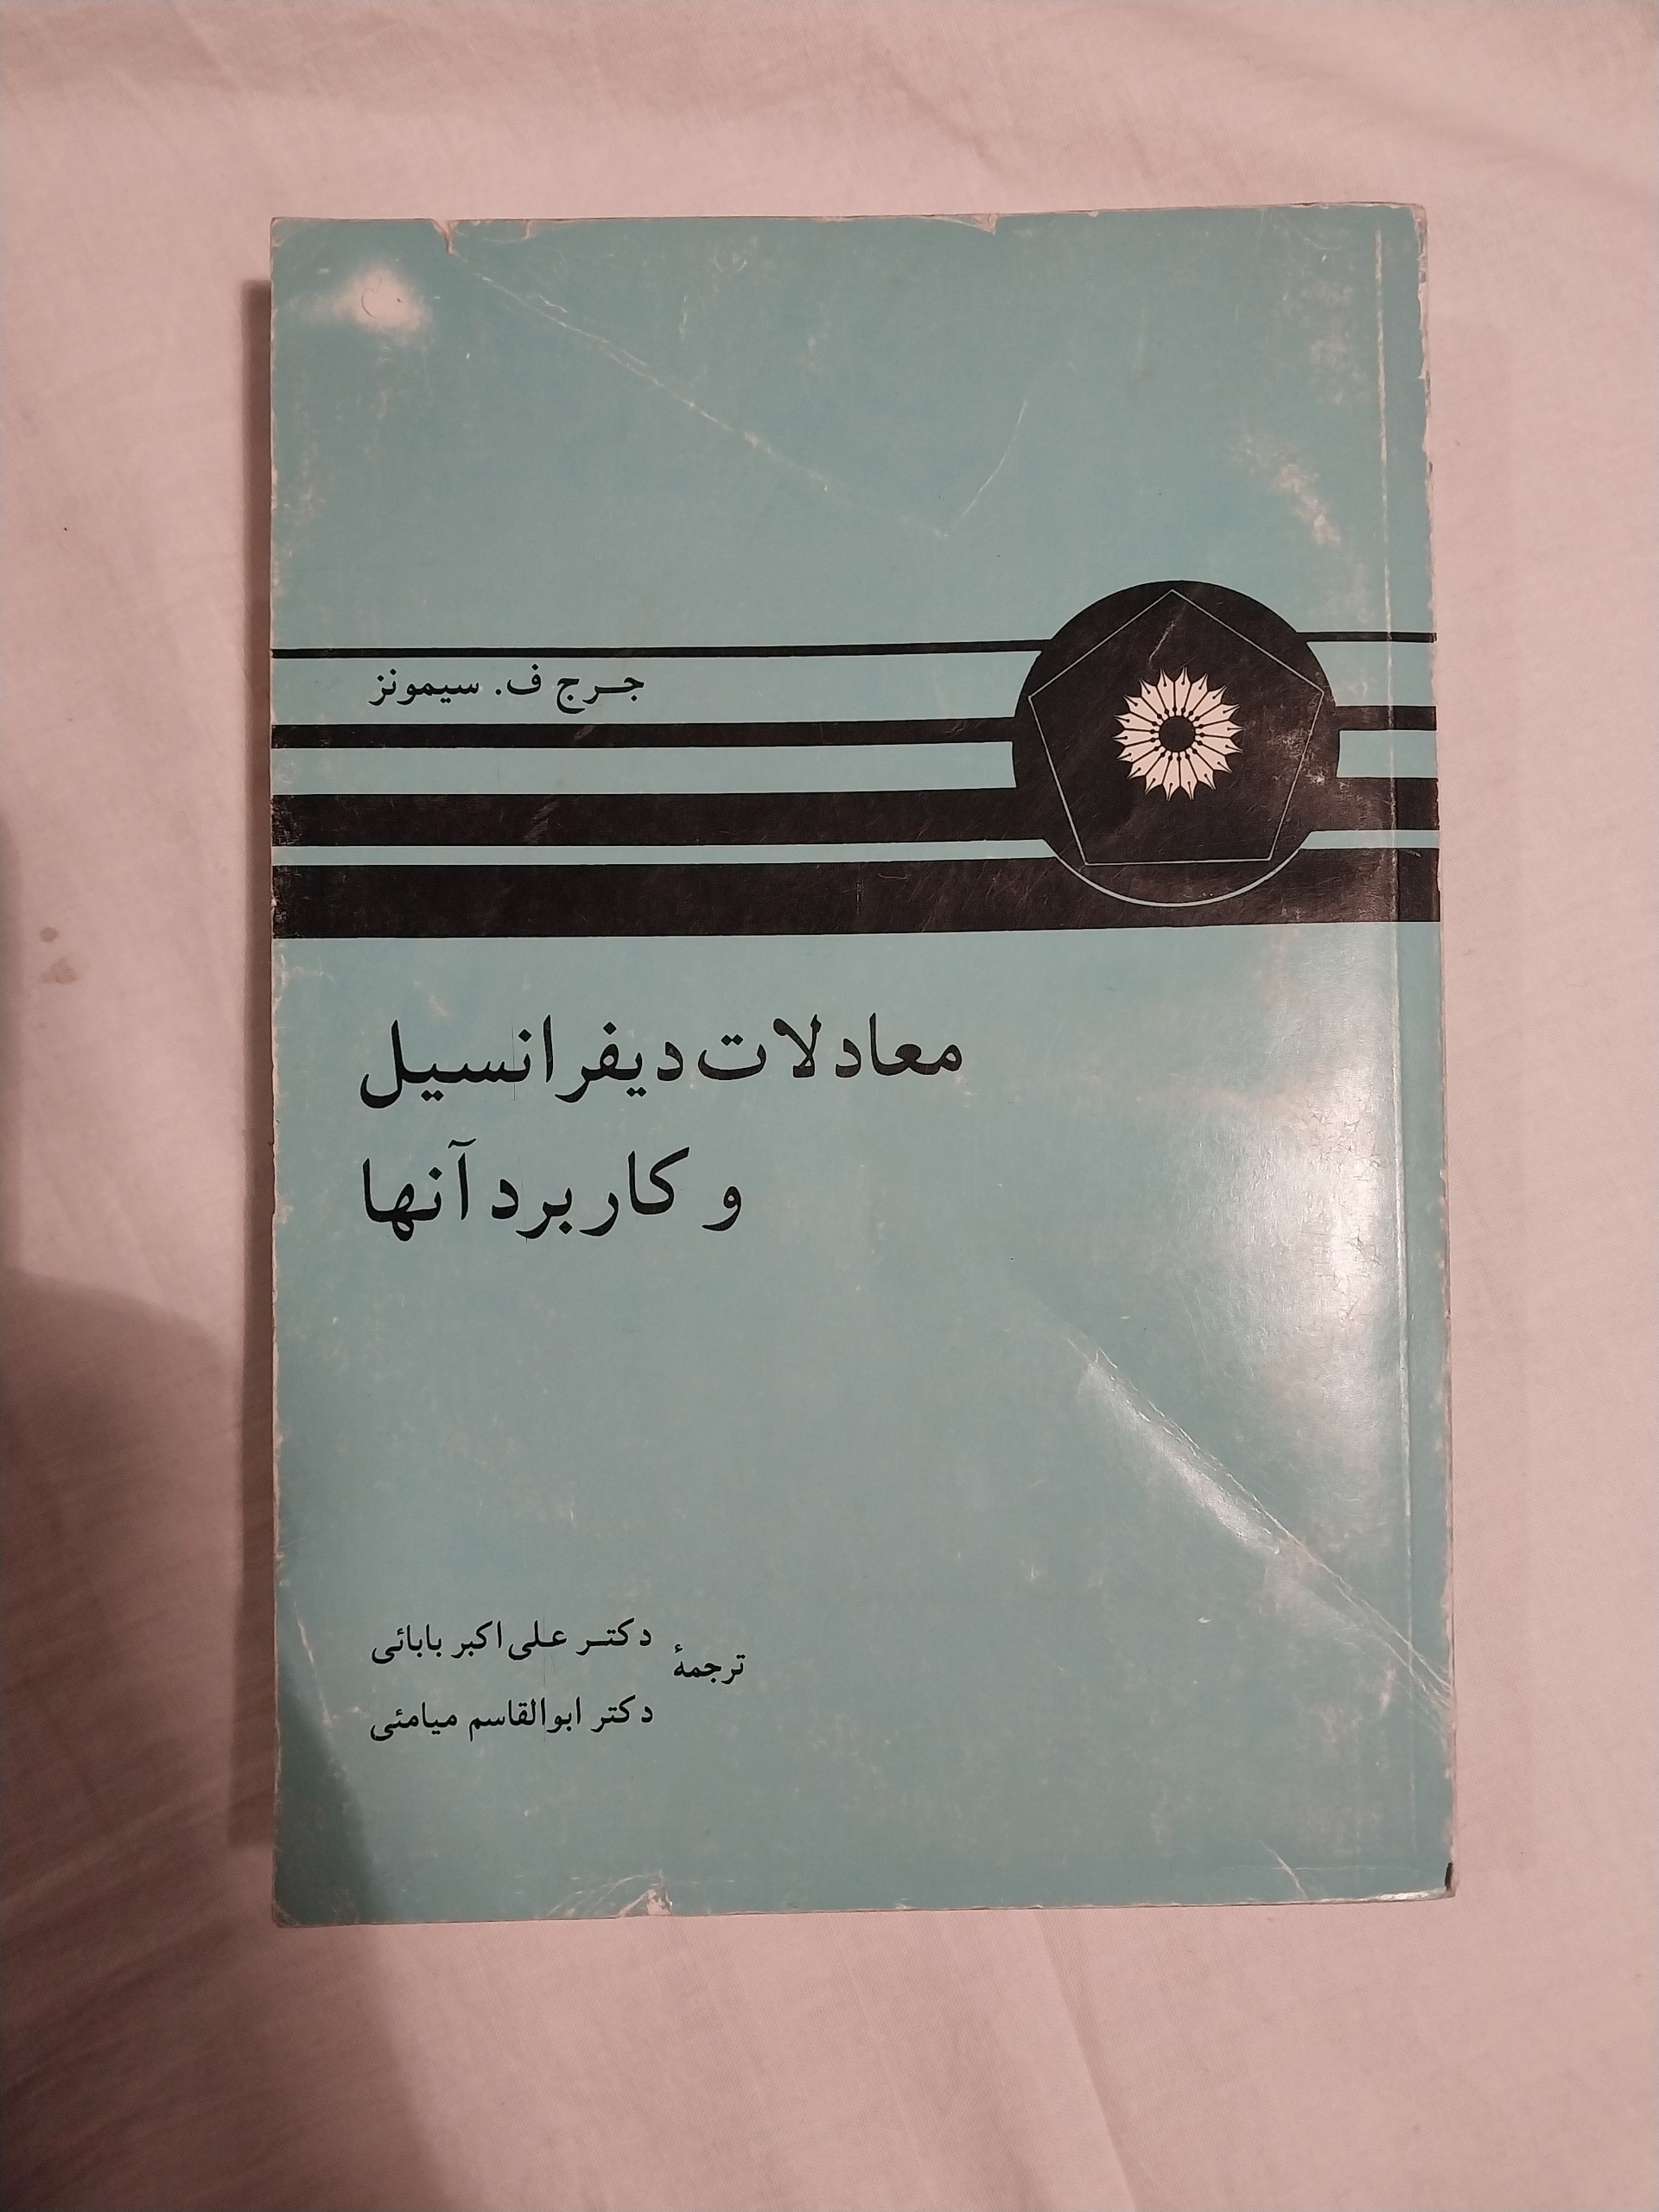 جرج ف. سیمونز
معادلات دیفرانسیل
و کاربرد آنها
ترجمهٔ
دکتر علی اکبر بابائی
دکتر ابوالقاسم میامئی